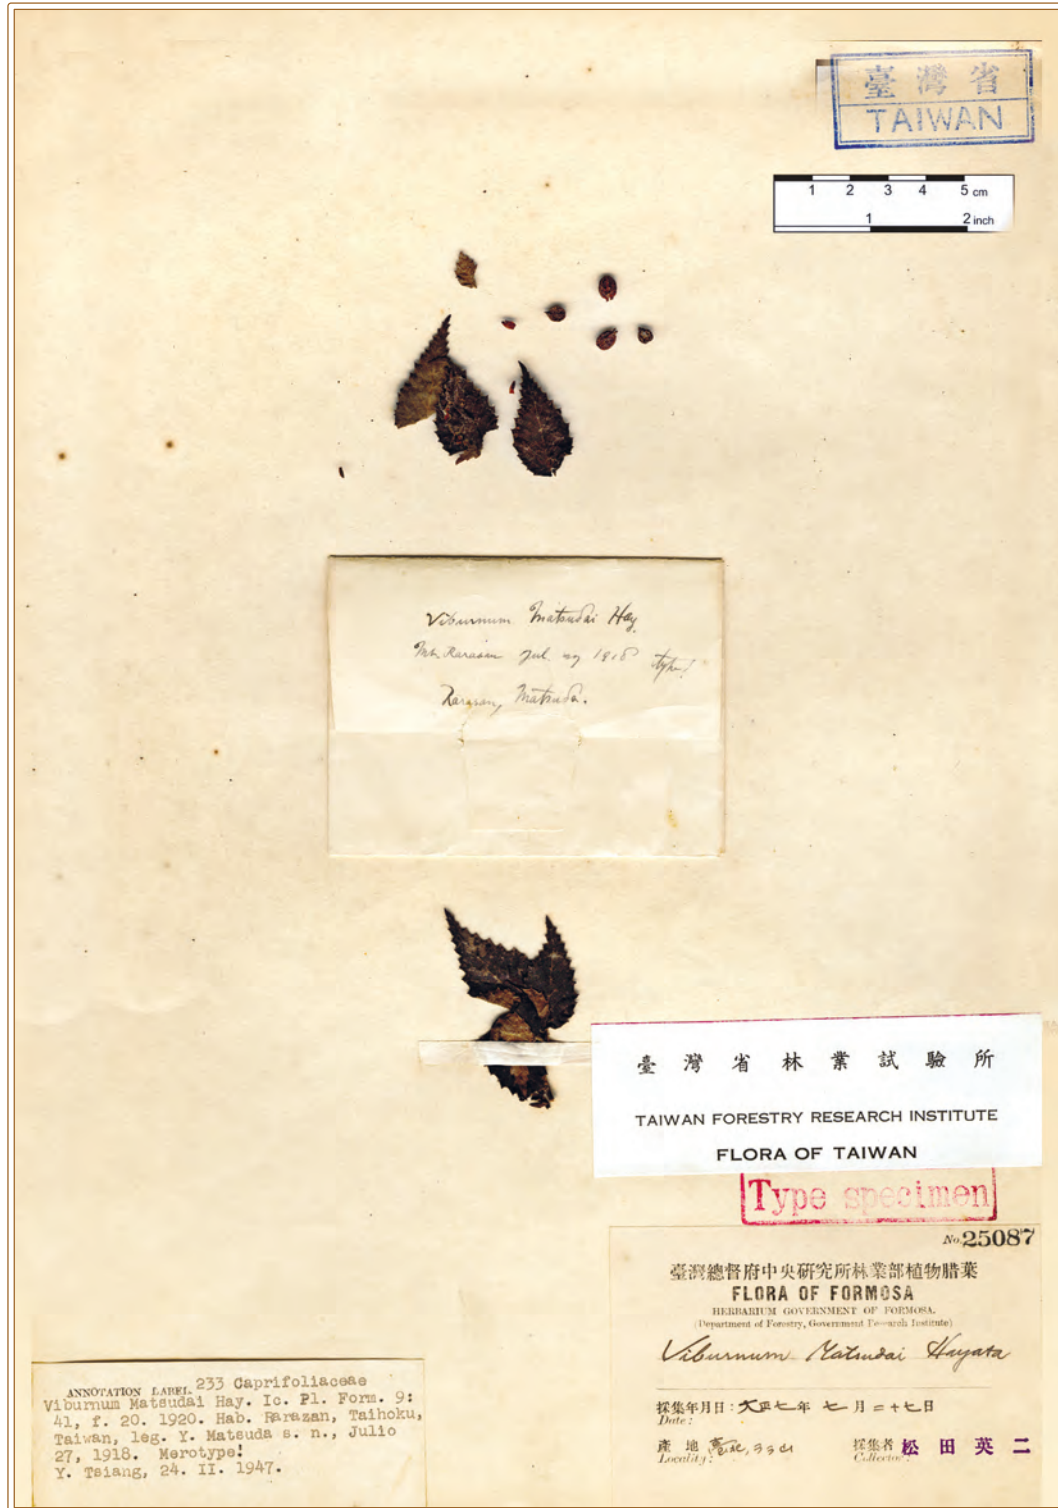 臺灣省
TAIWAN
1 2 3 4 5 cm
1 2 inch
Viburnum Matsudai Hay.
Mt. Rarasan Jul. 27 1918 type!
Rarasan, Matsuda.
臺灣省林業試驗所
TAIWAN FORESTRY RESEARCH INSTITUTE
FLORA OF TAIWAN
Type specimen
No. 25087
臺灣總督府中央研究所林業部植物腊葉
FLORA OF FORMOSA
HERBARIUM GOVERNMENT OF FORMOSA.
(Department of Forestry, Government Research Institute)
Viburnum Matsudai Hayata
採集年月日：大正七年 七月二十七日
Date:
產地
Locality:
採集者 松田英二
Collector:
ANNOTATION LABEL 233 Caprifoliaceae
Viburnum Matsudai Hay. Ic. Pl. Form. 9:
41, f. 20. 1920. Hab. Rarazan, Taihoku,
Taiwan, leg. Y. Matsuda s. n., Julio
27, 1918. Merotype!
Y. Tsiang, 24. II. 1947.